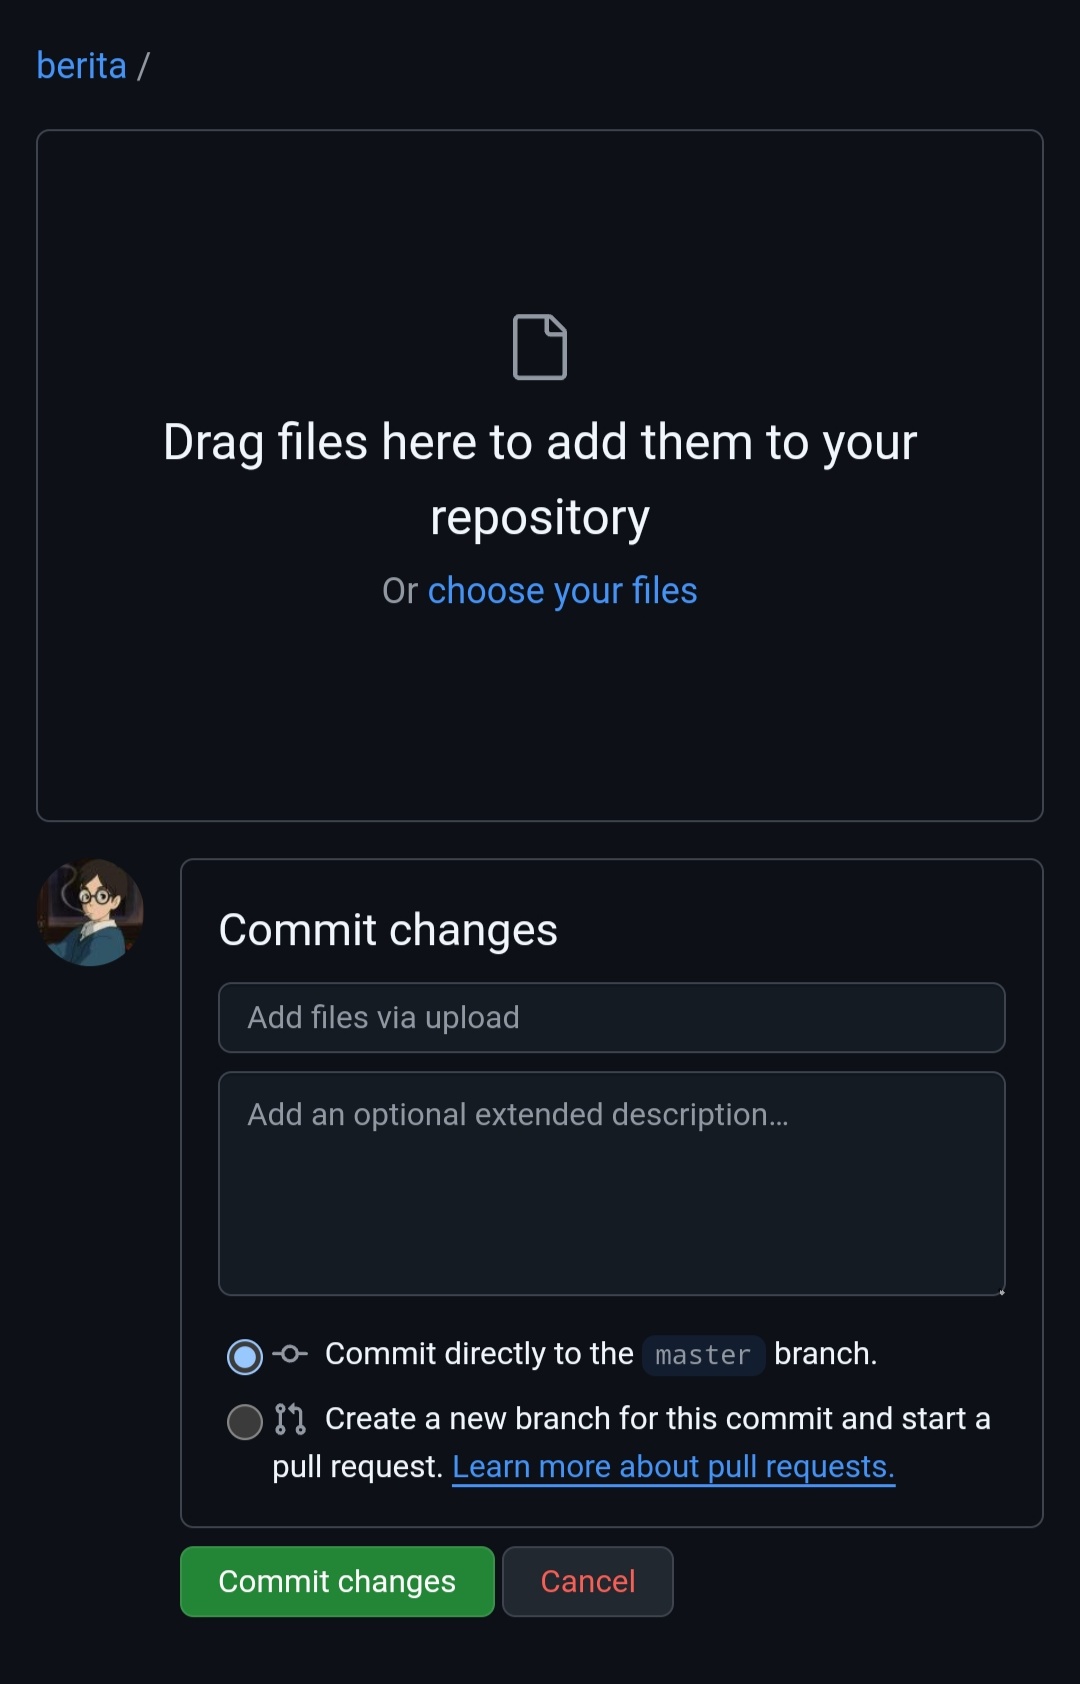 berita /
Drag files here to add them to your
repository
Or choose your files
Commit changes
Add files via upload
Add an optional extended description…
Commit directly to the master branch.
Create a new branch for this commit and start a
pull request. Learn more about pull requests.
Commit changes
Cancel